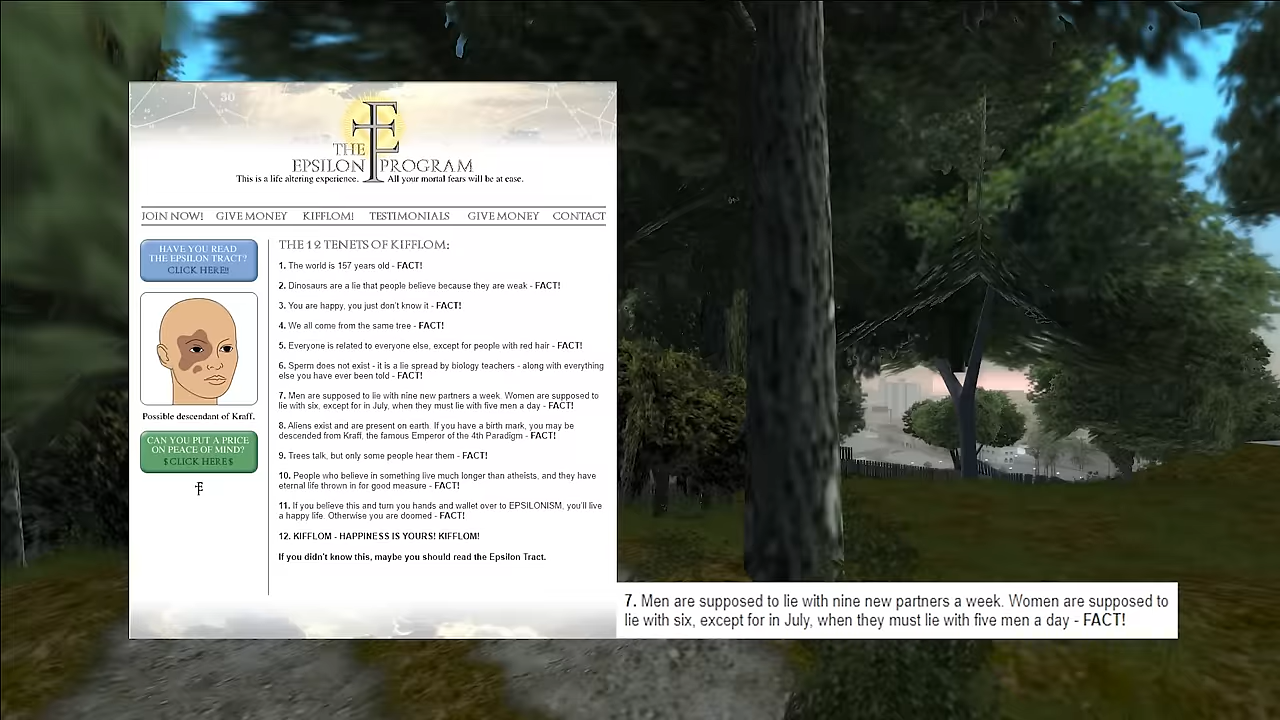 THE
EPSILON PROGRAM
This is a life altering experience. All your mortal fears will be at ease.
JOIN NOW! GIVE MONEY KIFFLOM! TESTIMONIALS GIVE MONEY CONTACT
HAVE YOU READ
THE EPSILON TRACT?
CLICK HERE!!
Possible descendant of Kraff.
CAN YOU PUT A PRICE
ON PEACE OF MIND?
$ CLICK HERE $
THE 12 TENETS OF KIFFLOM:
1. The world is 157 years old - FACT!
2. Dinosaurs are a lie that people believe because they are weak - FACT!
3. You are happy, you just don't know it - FACT!
4. We all come from the same tree - FACT!
5. Everyone is related to everyone else, except for people with red hair - FACT!
6. Sperm does not exist - it is a lie spread by biology teachers - along with everything
else you have ever been told - FACT!
7. Men are supposed to lie with nine new partners a week. Women are supposed to
lie with six, except for in July, when they must lie with five men a day - FACT!
8. Aliens exist and are present on earth. If you have a birth mark, you may be
descended from Kraff, the famous Emperor of the 4th Paradigm - FACT!
9. Trees talk, but only some people hear them - FACT!
10. People who believe in something live much longer than atheists, and they have
eternal life thrown in for good measure - FACT!
11. If you believe this and turn you hands and wallet over to EPSILONISM, you'll live
a happy life. Otherwise you are doomed - FACT!
12. KIFFLOM - HAPPINESS IS YOURS! KIFFLOM!
If you didn't know this, maybe you should read the Epsilon Tract.
7. Men are supposed to lie with nine new partners a week. Women are supposed to
lie with six, except for in July, when they must lie with five men a day - FACT!